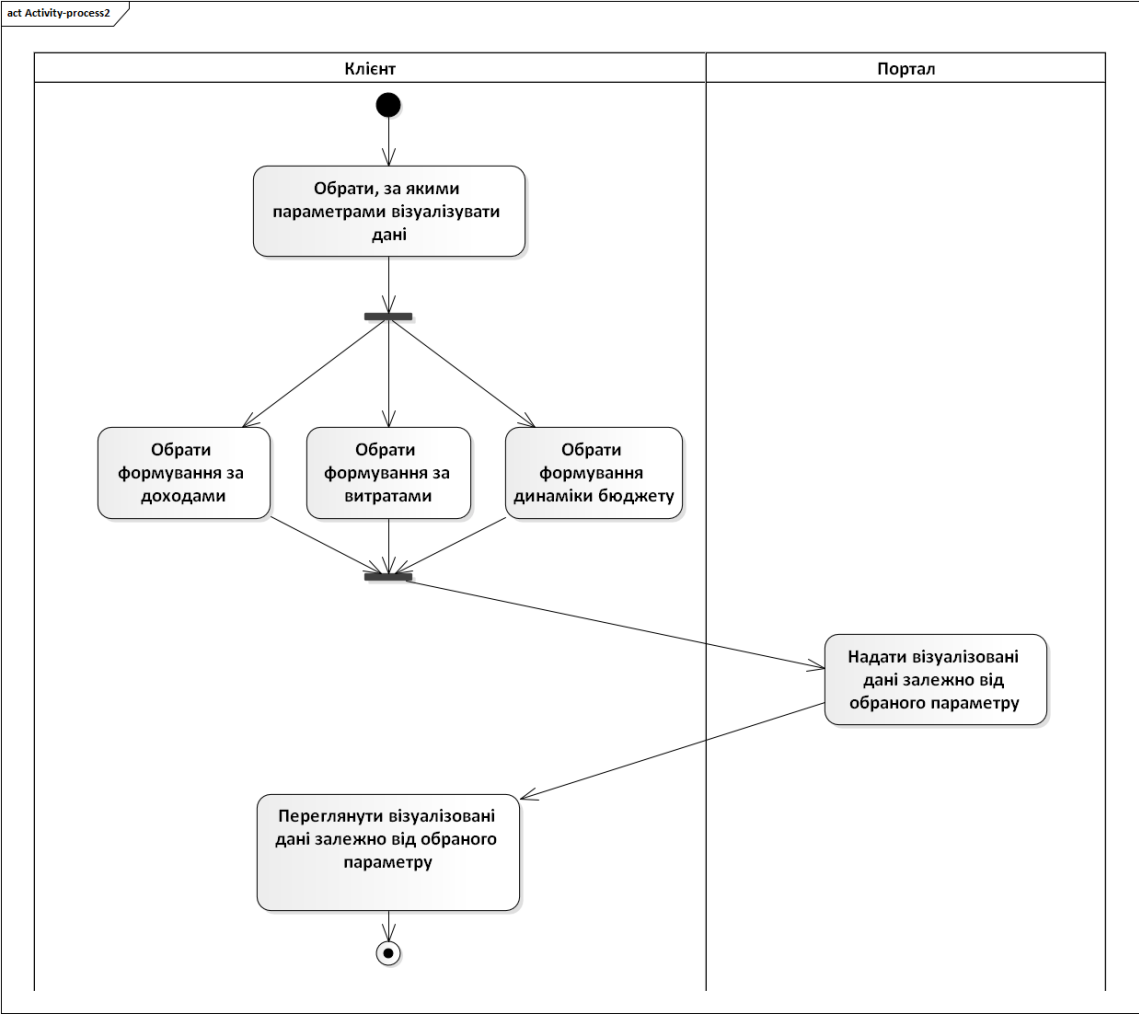 act Activity-process2
Клієнт
Портал
Обрати, за якими
параметрами візуалізувати
дані
Обрати
формування за
доходами
Обрати
формування за
витратами
Обрати
формування
динаміки бюджету
Надати візуалізовані
дані залежно від
обраного параметру
Переглянути візуалізовані
дані залежно від обраного
параметру